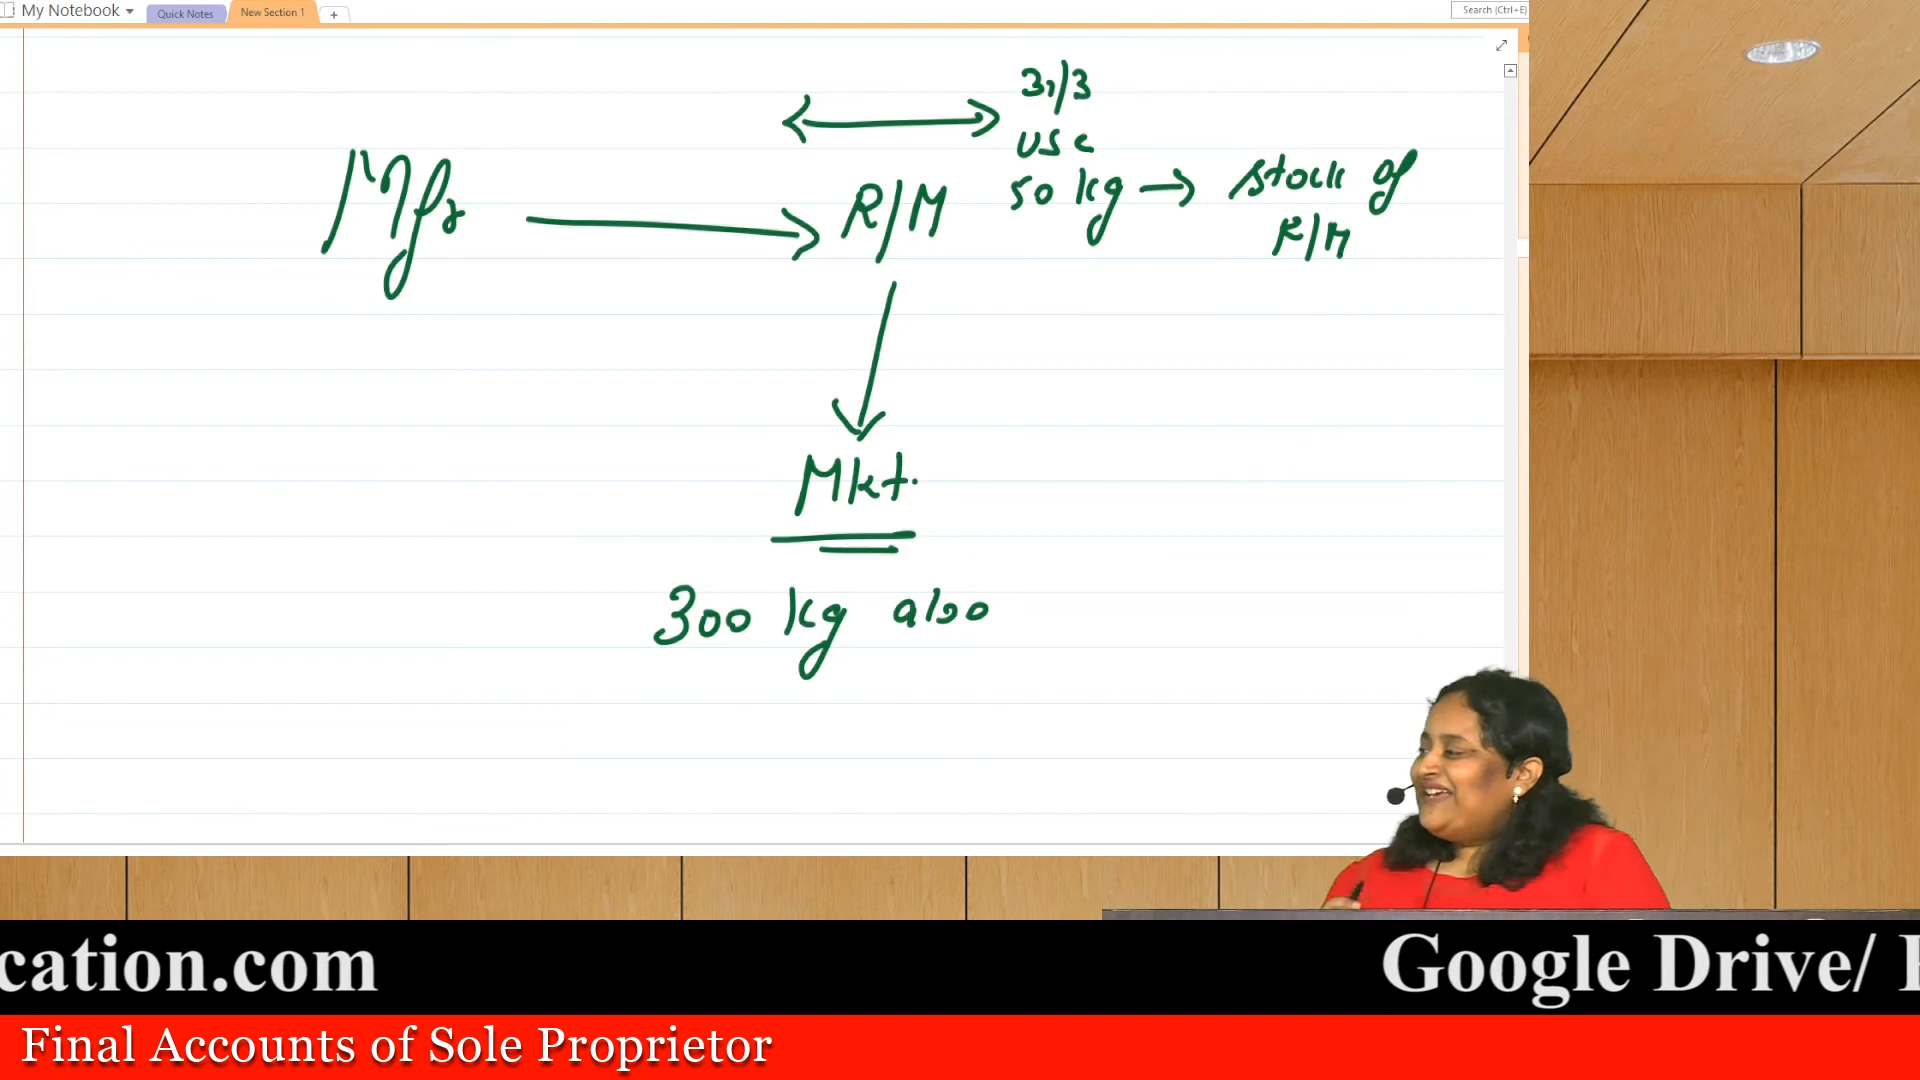 My Notebook
Quick Notes
New Section 1
+
Search (Ctrl+E)
31/3
use
Mfr R/M 50 kg → stock of
R/M
Mkt.
300 kg also
cation.com
Google Drive/
Final Accounts of Sole Proprietor